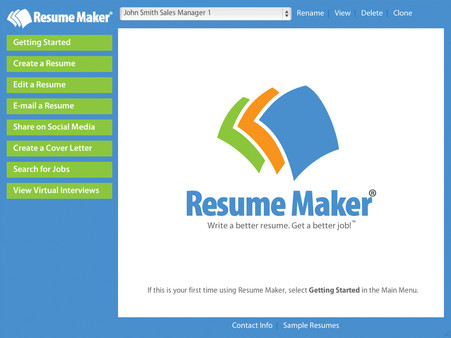 Resume Maker®
John Smith Sales Manager 1
Rename View Delete Clone
Getting Started
Create a Resume
Edit a Resume
E-mail a Resume
Share on Social Media
Create a Cover Letter
Search for Jobs
View Virtual Interviews
Resume Maker®
Write a better resume. Get a better job!™
If this is your first time using Resume Maker, select Getting Started in the Main Menu.
Contact Info Sample Resumes